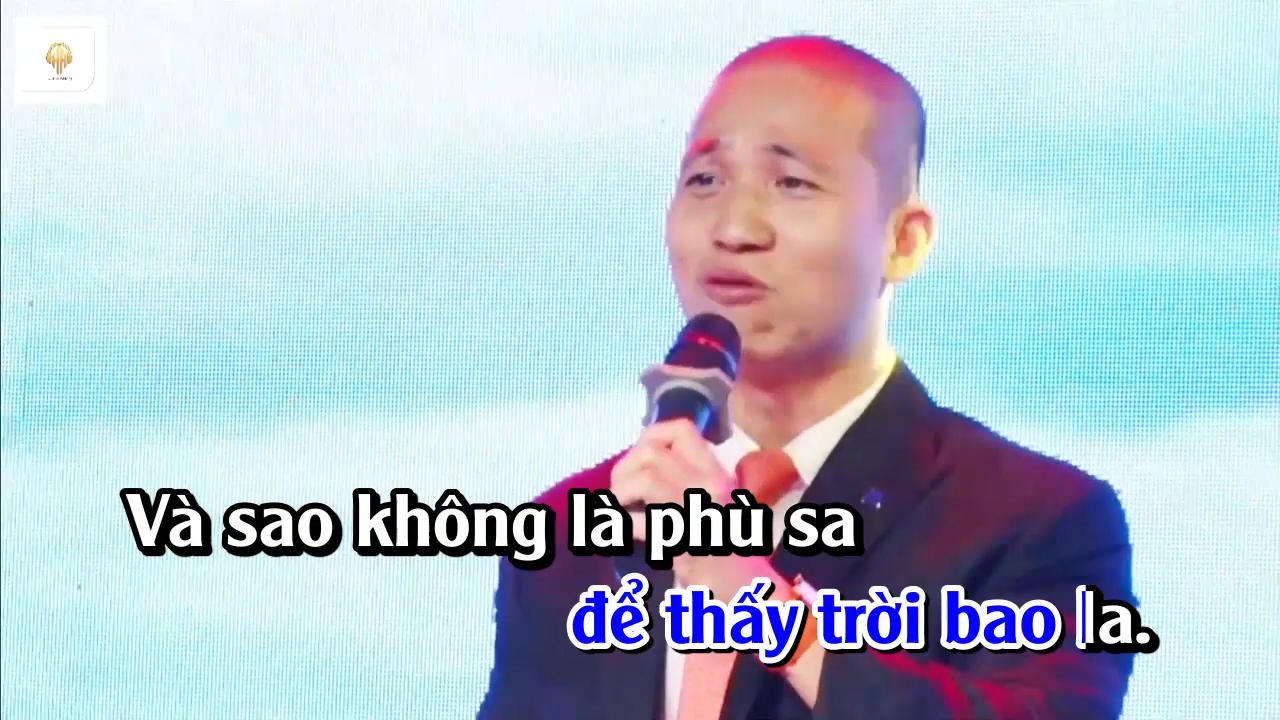 Và sao không là phù sa
để thấy trời bao la.